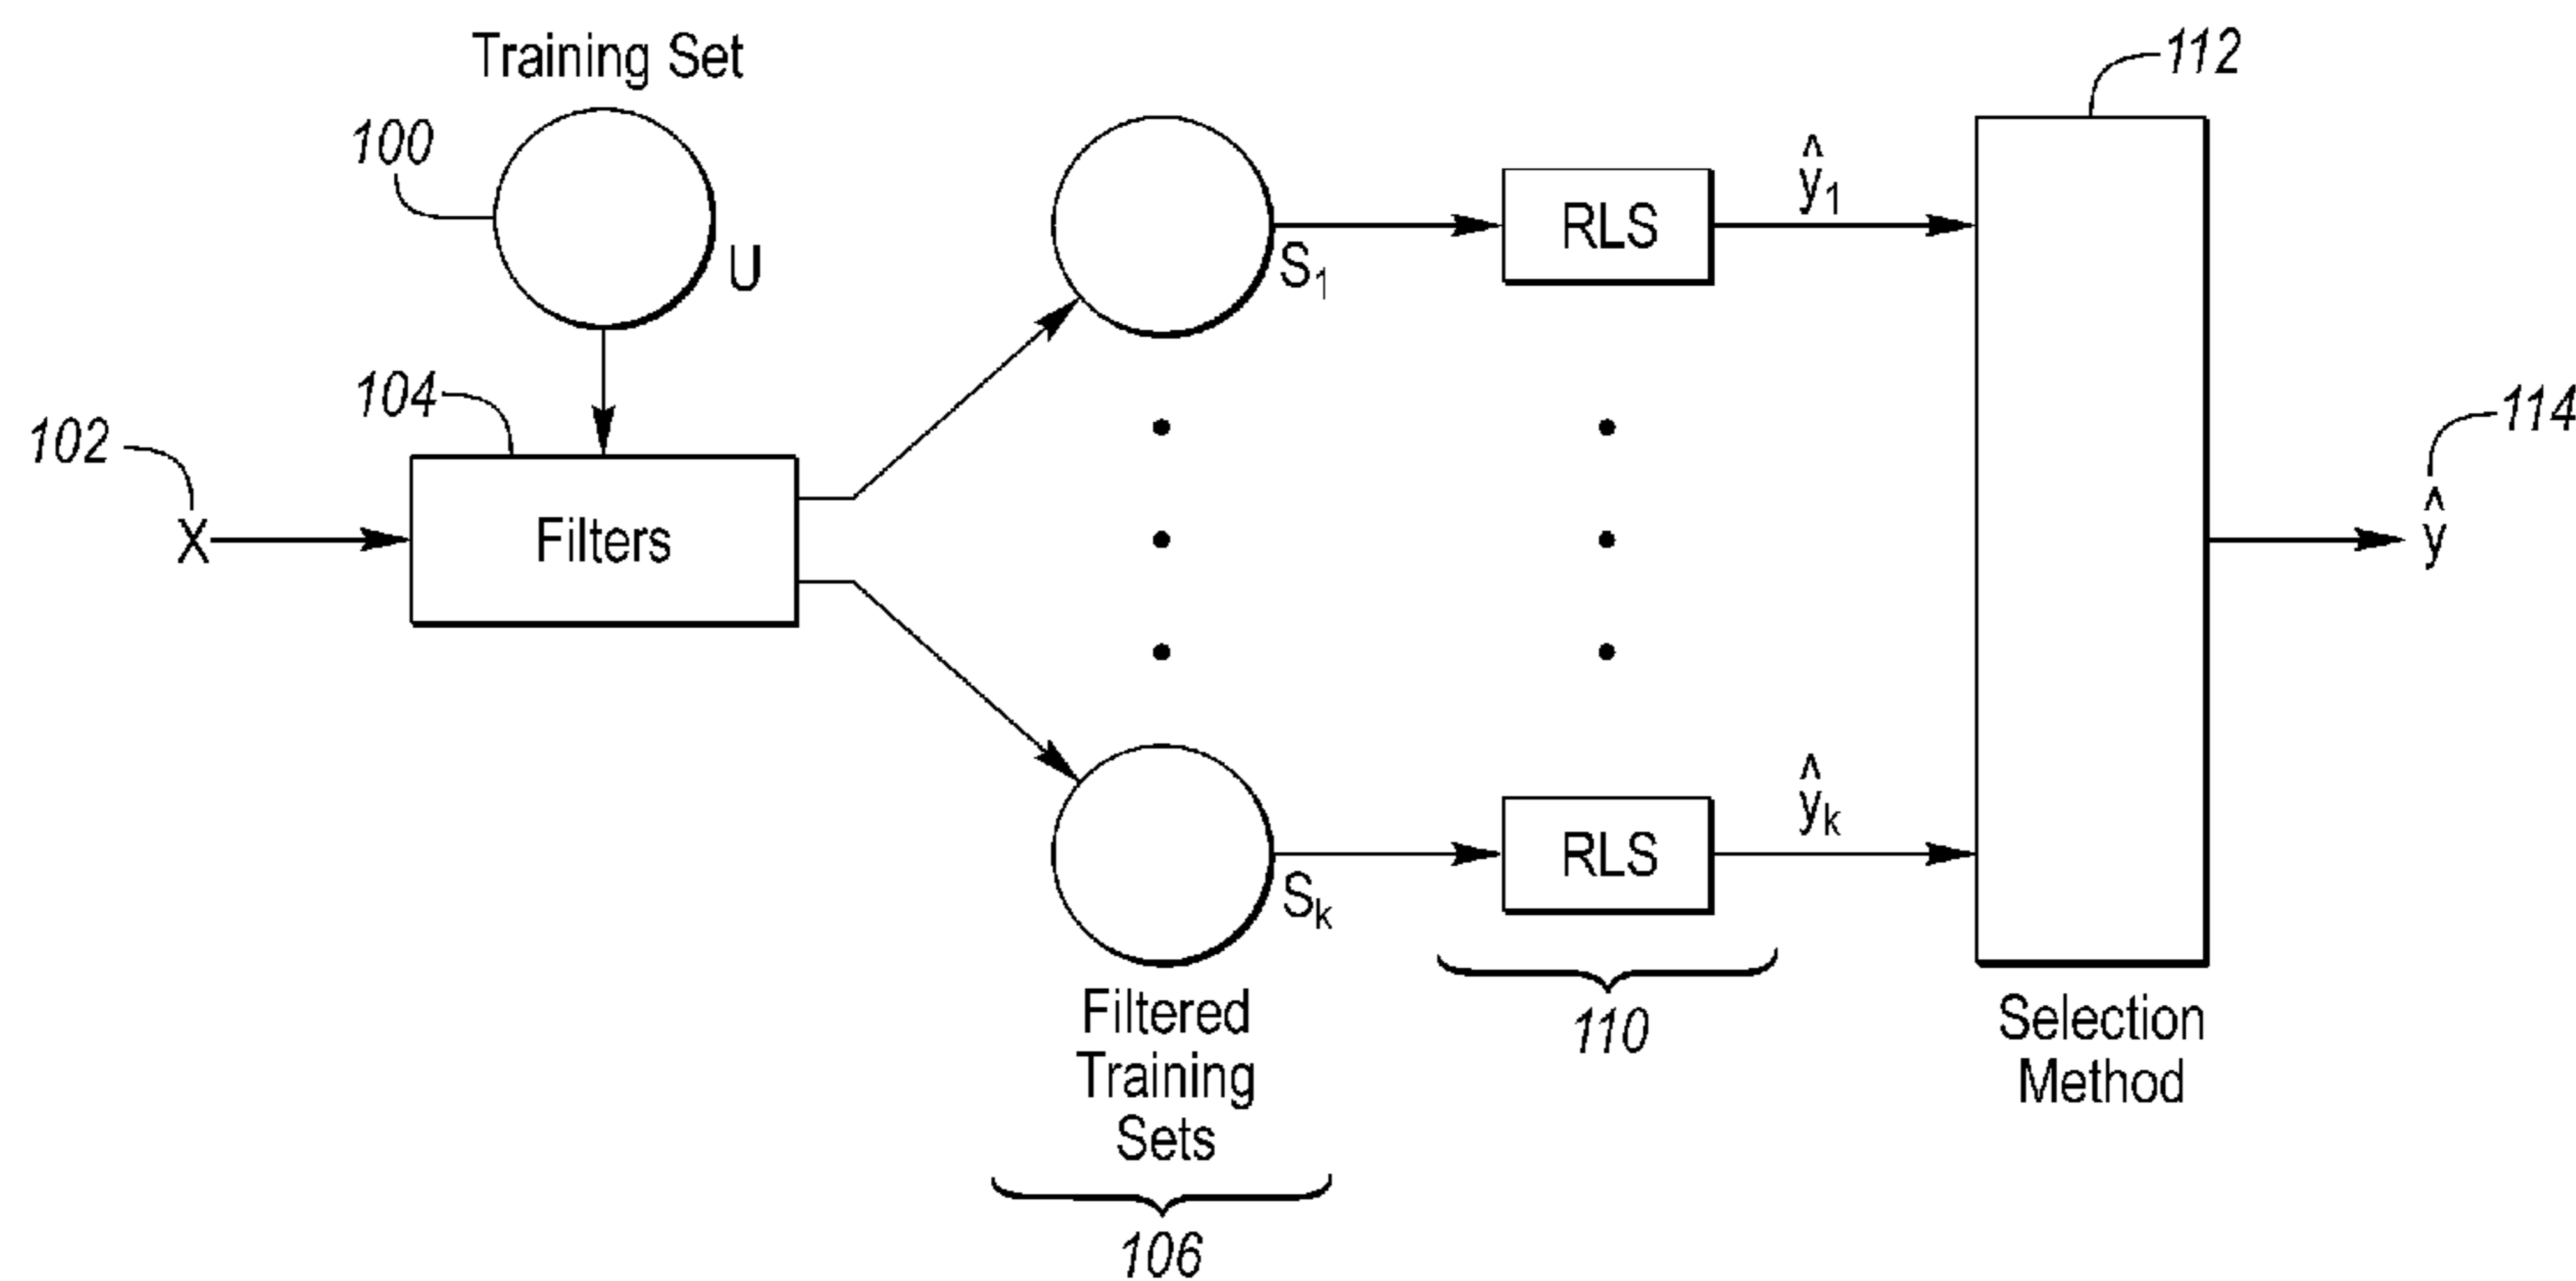 Training Set
100
U
104
102
X
Filters
S1
RLS
ŷ1
112
114
ŷ
Sk
RLS
ŷk
Filtered
Training
Sets
106
110
Selection
Method